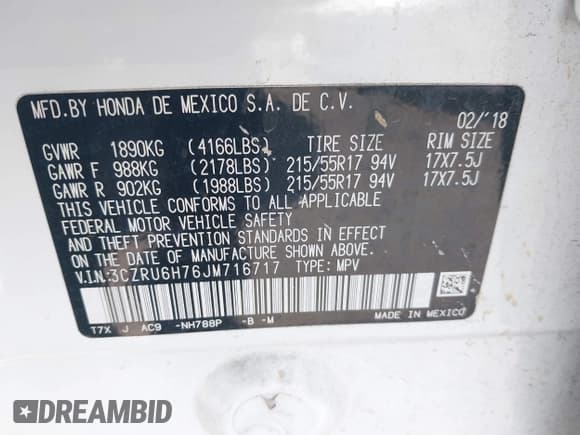 MFD.BY HONDA DE MEXICO S.A. DE C.V.
02/'18
GVWR 1890KG (4166LBS) TIRE SIZE RIM SIZE
GAWR F 988KG (2178LBS) 215/55R17 94V 17X7.5J
GAWR R 902KG (1988LBS) 215/55R17 94V 17X7.5J
THIS VEHICLE CONFORMS TO ALL APPLICABLE
FEDERAL MOTOR VEHICLE SAFETY
AND THEFT PREVENTION STANDARDS IN EFFECT
ON THE DATE OF MANUFACTURE SHOWN ABOVE.
V.I.N:3CZRU6H76JM716717 TYPE: MPV
T7X J AC9 -NH788P -B -M
MADE IN MEXICO
DREAMBID